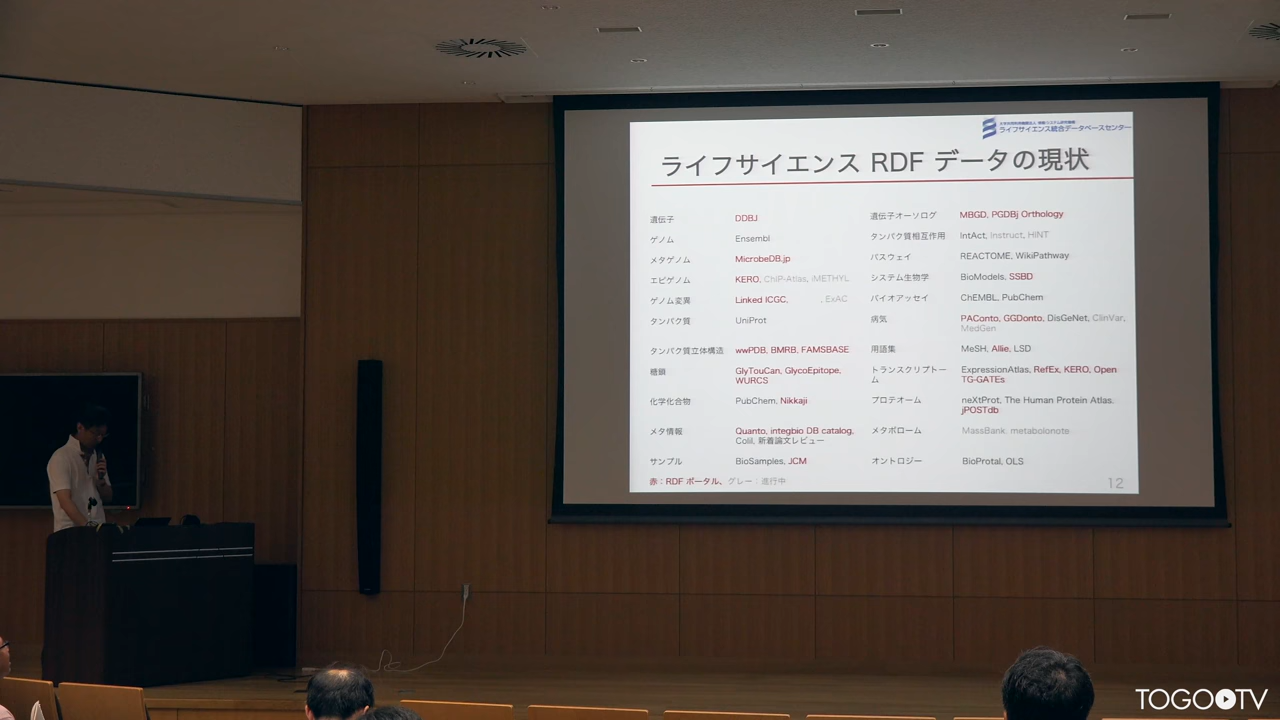 ライフサイエンス統合データベースセンター
ライフサイエンス RDF データの現状
遺伝子 DDBJ
ゲノム Ensembl
メタゲノム MicrobeDB.jp
エピゲノム KERO, ChIP-Atlas, iMETHYL
ゲノム変異 Linked ICGC, , ExAC
タンパク質 UniProt
タンパク質立体構造 wwPDB, BMRB, FAMSBASE
糖鎖 GlyTouCan, GlycoEpitope,
WURCS
化学化合物 PubChem, Nikkaji
メタ情報 Quanto, integbio DB catalog,
Colil, 新着論文レビュー
サンプル BioSamples, JCM
赤：RDF ポータル、グレー：進行中
遺伝子オーソログ MBGD, PGDBj Orthology
タンパク質相互作用 IntAct, Instruct, HiNT
パスウェイ REACTOME, WikiPathway
システム生物学 BioModels, SSBD
バイオアッセイ ChEMBL, PubChem
病気 PAConto, GGDonto, DisGeNet, ClinVar,
MedGen
用語集 MeSH, Allie, LSD
トランスクリプトー ExpressionAtlas, RefEx, KERO, Open
ム TG-GATEs
プロテオーム neXtProt, The Human Protein Atlas,
jPOSTdb
メタボローム MassBank, metabolonote
オントロジー BioProtal, OLS
12
TOGOTV